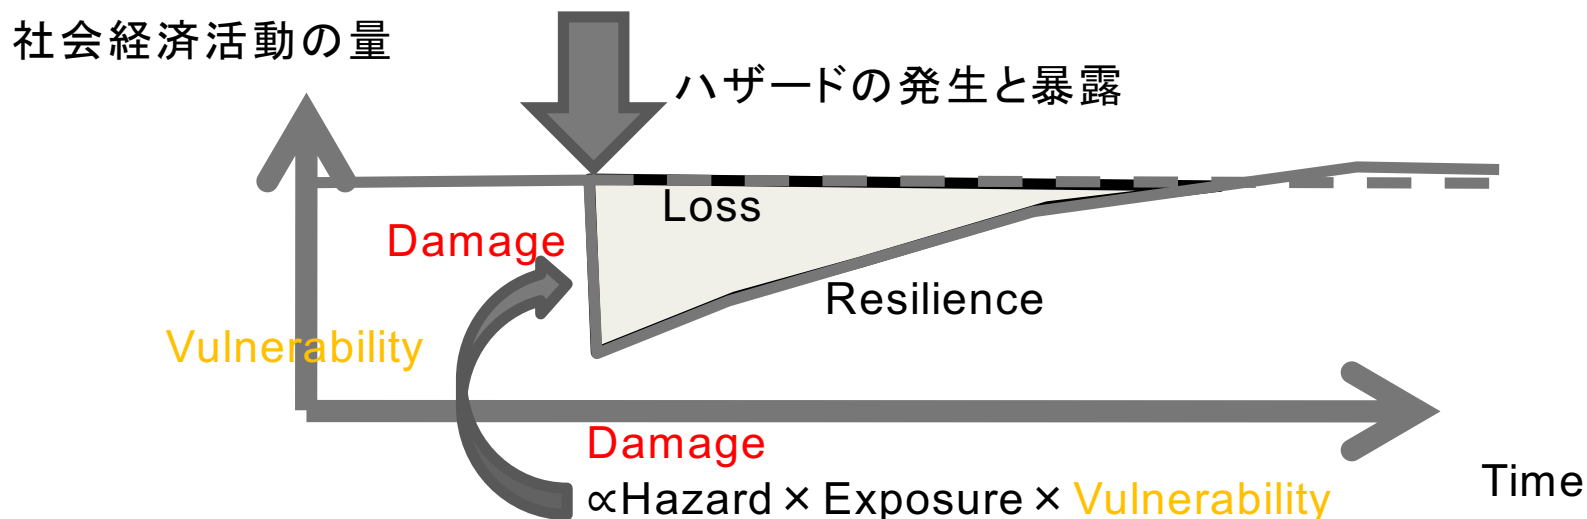 社会経済活動の量
ハザードの発生と暴露
Loss
Damage
Resilience
Vulnerability
Damage
∝Hazard×Exposure×Vulnerability
Time